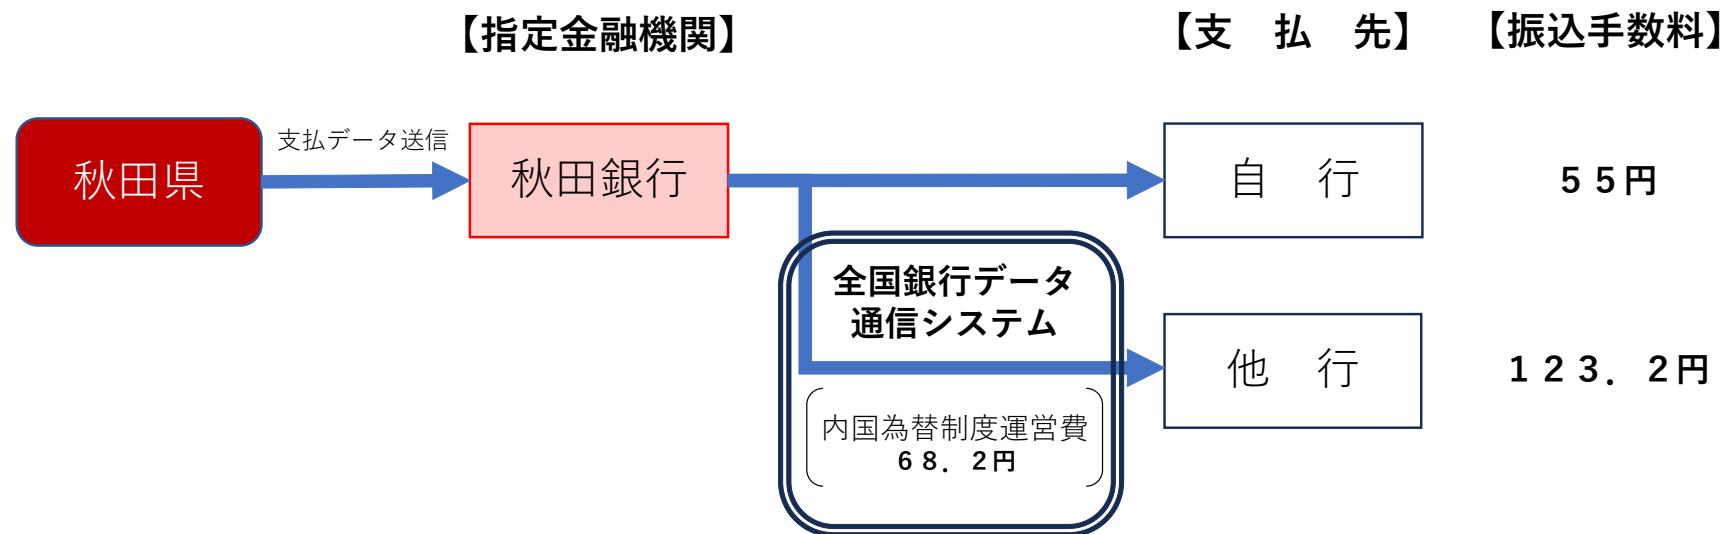 【指定金融機関】
【支　払　先】
【振込手数料】
秋田県
支払データ送信
秋田銀行
自　行
５５円
全国銀行データ
通信システム
他　行
１２３．２円
内国為替制度運営費
６８．２円